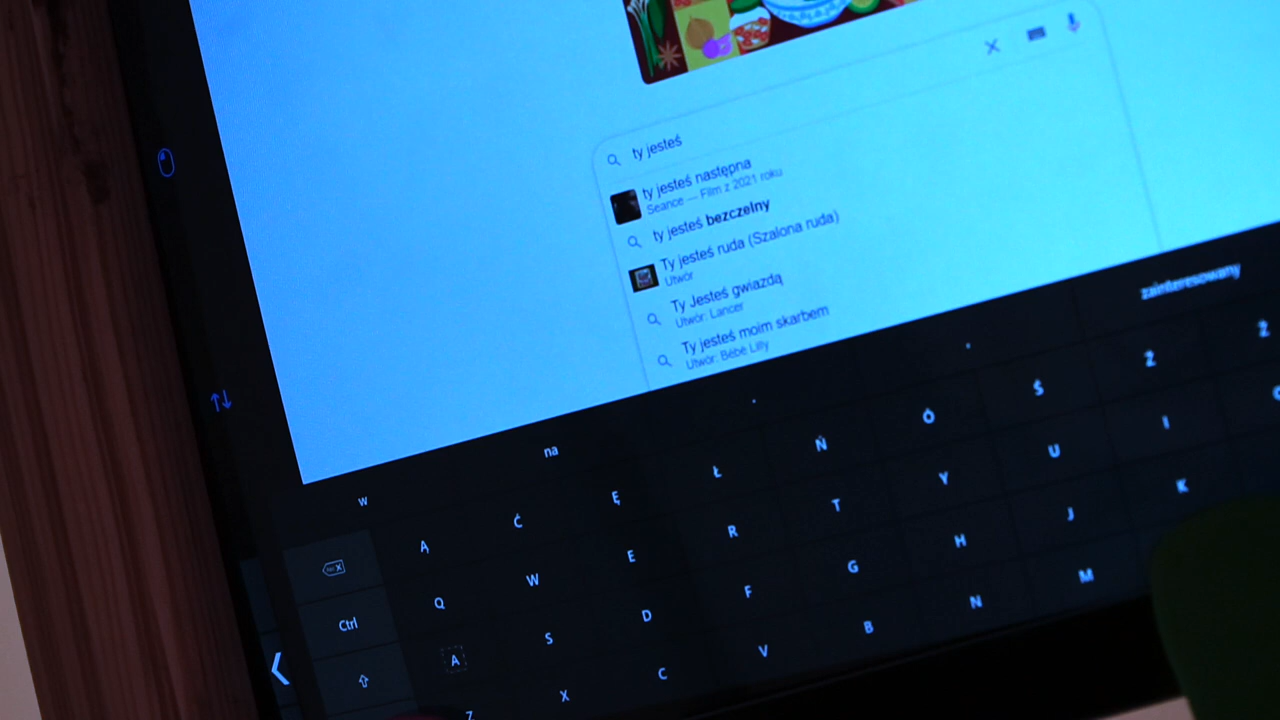 ty jesteś
ty jesteś następna
Seance — Film z 2021 roku
ty jesteś bezczelny
Ty jesteś ruda (Szalona ruda)
Utwór
Ty Jesteś gwiazdą
Utwór: Lancer
Ty jesteś moim skarbem
Utwór: Bébé Lilly
w na . . zainteresowany
Ą Ć Ę Ł Ń Ó Ś Ź Ż
Q W E R T Y U I
Ctrl A S D F G H J K
Z X C V B N M